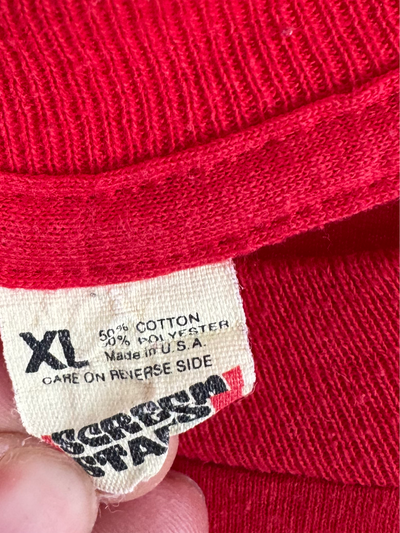 XL
50% COTTON
50% POLYESTER
Made in U.S.A.
CARE ON REVERSE SIDE
SCREEN
STARS